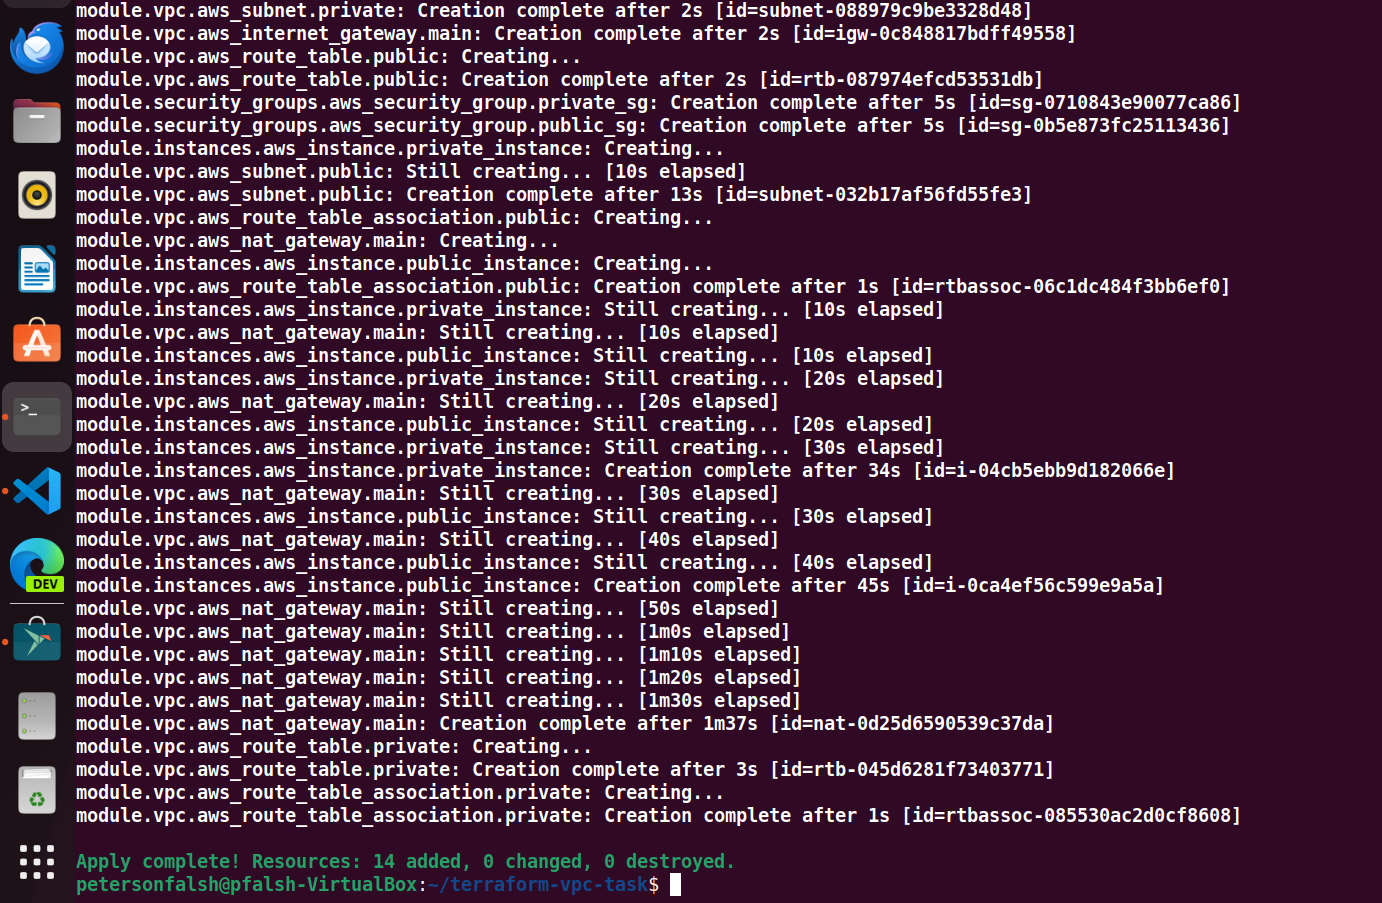 module.vpc.aws_subnet.private: Creation complete after 2s [id=subnet-088979c9be3328d48]
module.vpc.aws_internet_gateway.main: Creation complete after 2s [id=igw-0c848817bdff49558]
module.vpc.aws_route_table.public: Creating...
module.vpc.aws_route_table.public: Creation complete after 2s [id=rtb-087974efcd53531db]
module.security_groups.aws_security_group.private_sg: Creation complete after 5s [id=sg-0710843e90077ca86]
module.security_groups.aws_security_group.public_sg: Creation complete after 5s [id=sg-0b5e873fc25113436]
module.instances.aws_instance.private_instance: Creating...
module.vpc.aws_subnet.public: Still creating... [10s elapsed]
module.vpc.aws_subnet.public: Creation complete after 13s [id=subnet-032b17af56fd55fe3]
module.vpc.aws_route_table_association.public: Creating...
module.vpc.aws_nat_gateway.main: Creating...
module.instances.aws_instance.public_instance: Creating...
module.vpc.aws_route_table_association.public: Creation complete after 1s [id=rtbassoc-06c1dc484f3bb6ef0]
module.instances.aws_instance.private_instance: Still creating... [10s elapsed]
module.vpc.aws_nat_gateway.main: Still creating... [10s elapsed]
module.instances.aws_instance.public_instance: Still creating... [10s elapsed]
module.instances.aws_instance.private_instance: Still creating... [20s elapsed]
module.vpc.aws_nat_gateway.main: Still creating... [20s elapsed]
module.instances.aws_instance.public_instance: Still creating... [20s elapsed]
module.instances.aws_instance.private_instance: Still creating... [30s elapsed]
module.instances.aws_instance.private_instance: Creation complete after 34s [id=i-04cb5ebb9d182066e]
module.vpc.aws_nat_gateway.main: Still creating... [30s elapsed]
module.instances.aws_instance.public_instance: Still creating... [30s elapsed]
module.vpc.aws_nat_gateway.main: Still creating... [40s elapsed]
module.instances.aws_instance.public_instance: Still creating... [40s elapsed]
module.instances.aws_instance.public_instance: Creation complete after 45s [id=i-0ca4ef56c599e9a5a]
module.vpc.aws_nat_gateway.main: Still creating... [50s elapsed]
module.vpc.aws_nat_gateway.main: Still creating... [1m0s elapsed]
module.vpc.aws_nat_gateway.main: Still creating... [1m10s elapsed]
module.vpc.aws_nat_gateway.main: Still creating... [1m20s elapsed]
module.vpc.aws_nat_gateway.main: Still creating... [1m30s elapsed]
module.vpc.aws_nat_gateway.main: Creation complete after 1m37s [id=nat-0d25d6590539c37da]
module.vpc.aws_route_table.private: Creating...
module.vpc.aws_route_table.private: Creation complete after 3s [id=rtb-045d6281f73403771]
module.vpc.aws_route_table_association.private: Creating...
module.vpc.aws_route_table_association.private: Creation complete after 1s [id=rtbassoc-085530ac2d0cf8608]
Apply complete! Resources: 14 added, 0 changed, 0 destroyed.
petersonfalsh@pfalsh-VirtualBox:~/terraform-vpc-task$
>_
DEV